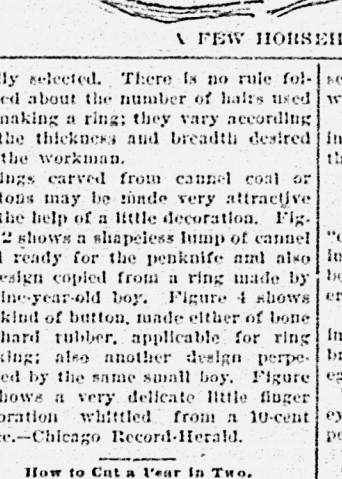 A FEW HORSEH
lly selected. There is no rule fol-
ed about the number of hairs used
making a ring; they vary according
the thickness and breadth desired
the workman.
ings carved from cannel coal or
tons may be made very attractive
the help of a little decoration. Fig-
2 shows a shapeless lump of cannel
l ready for the penknife and also
esign copied from a ring made by
ine-year-old boy. Figure 4 shows
kind of button, made either of bone
hard rubber, applicable for ring
king; also another design perpe-
ed by the same small boy. Figure
hows a very delicate little finger
oration whittled from a 10-cent
ce.—Chicago Record-Herald.
How to Cut a Pear in Two.